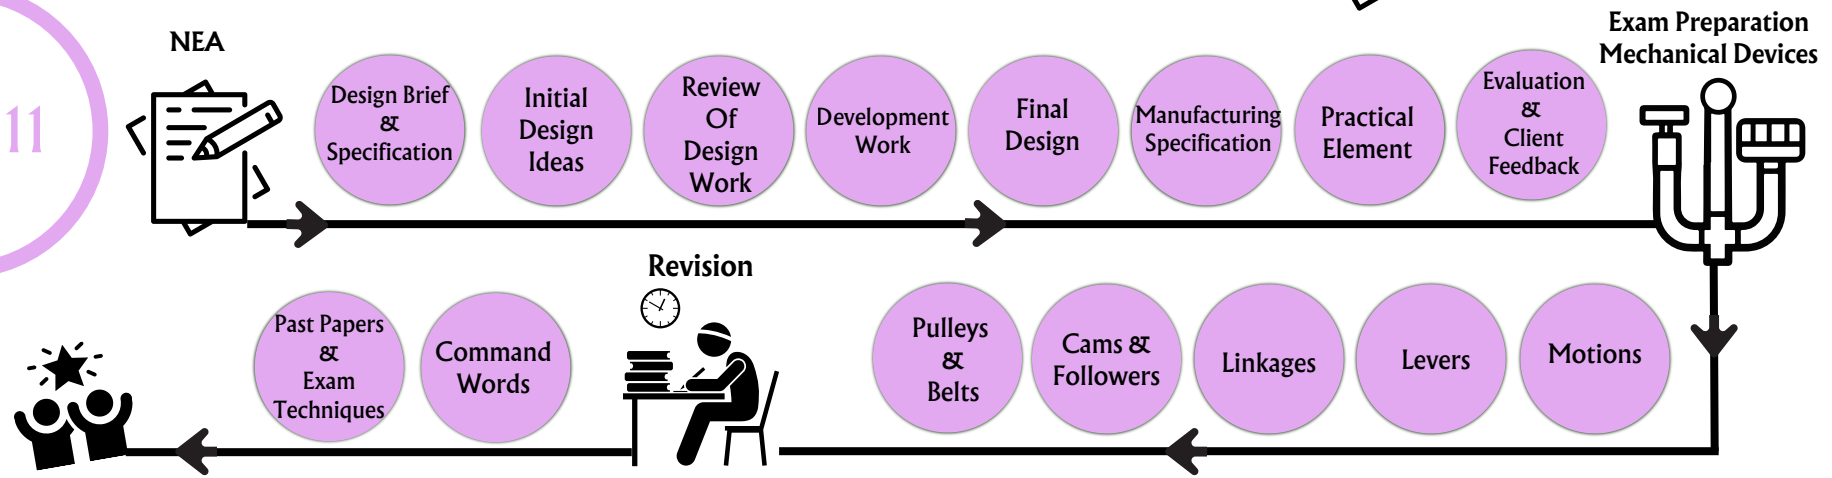 11
NEA
Design Brief
&
Specification
Initial
Design
Ideas
Review
Of
Design
Work
Development
Work
Final
Design
Manufacturing
Specification
Practical
Element
Evaluation
&
Client
Feedback
Exam Preparation
Mechanical Devices
Motions
Levers
Linkages
Cams &
Followers
Pulleys
&
Belts
Revision
Command
Words
Past Papers
&
Exam
Techniques